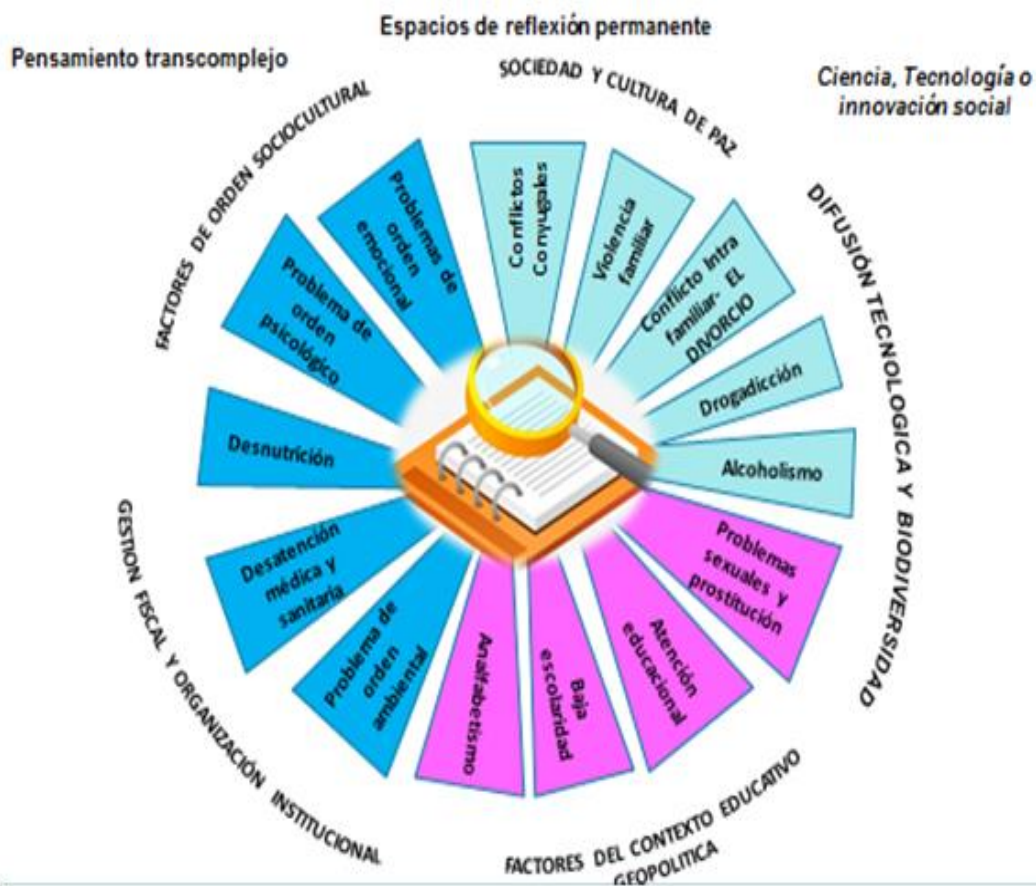 Espacios de reflexión permanente
Pensamiento transcomplejo
Ciencia, Tecnología o
innovación social
SOCIEDAD Y CULTURA DE PAZ
FACTORES DE ORDEN SOCIOCULTURAL
DIFUSIÓN TECNOLOGICA Y BIODIVERSIDAD
GESTION FISCAL Y ORGANIZACIÓN INSTITUCIONAL
FACTORES DEL CONTEXTO EDUCATIVO
GEOPOLITICA
Conflictos
Conyugales
Violencia
familiar
Conflicto Intra
familiar- EL
DIVORCIO
Drogadicción
Alcoholismo
Problemas
sexuales y
prostitución
Atención
educacional
Baja
escolaridad
Analfabetismo
Problema de
orden
ambiental
Desatención
médica y
sanitaria
Desnutrición
Problema de
orden
psicológico
Problemas de
orden
emocional